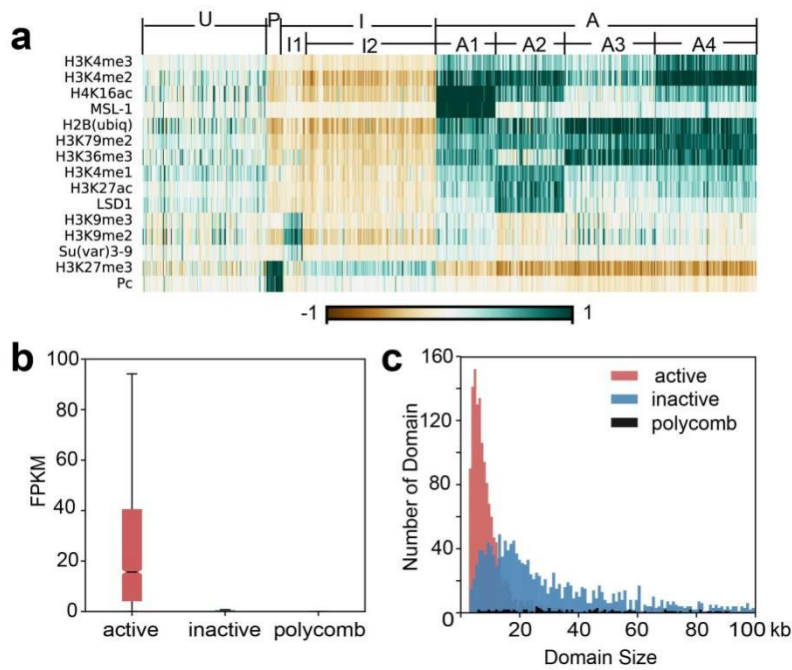 a
U P I A
I1 I2 A1 A2 A3 A4
H3K4me3
H3K4me2
H4K16ac
MSL-1
H2B(ubiq)
H3K79me2
H3K36me3
H3K4me1
H3K27ac
LSD1
H3K9me3
H3K9me2
Su(var)3-9
H3K27me3
Pc
-1 1
b
100
80
60
40
20
0
FPKM
active inactive polycomb
c
160
120
80
40
0
Number of Domain
active
inactive
polycomb
20 40 60 80 100 kb
Domain Size